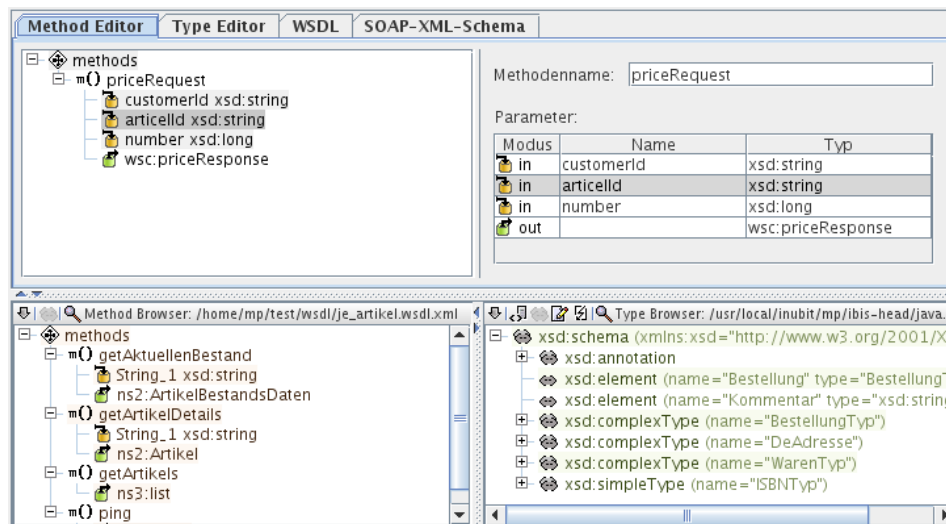 Method Editor Type Editor WSDL SOAP-XML-Schema
methods
m() priceRequest
customerId xsd:string
articelId xsd:string
number xsd:long
wsc:priceResponse
Methodenname: priceRequest
Parameter:
Modus Name Typ
in customerId xsd:string
in articelId xsd:string
in number xsd:long
out wsc:priceResponse
Method Browser: /home/mp/test/wsdl/je_artikel.wsdl.xml
methods
m() getAktuellenBestand
String_1 xsd:string
ns2:ArtikelBestandsDaten
m() getArtikelDetails
String_1 xsd:string
ns2:Artikel
m() getArtikels
ns3:list
m() ping
Type Browser: /usr/local/inubit/mp/ibis-head/java.
xsd:schema (xmlns:xsd="http://www.w3.org/2001/X
xsd:annotation
xsd:element (name="Bestellung" type="BestellungT
xsd:element (name="Kommentar" type="xsd:string
xsd:complexType (name="BestellungTyp")
xsd:complexType (name="DeAdresse")
xsd:complexType (name="WarenTyp")
xsd:simpleType (name="ISBNTyp")